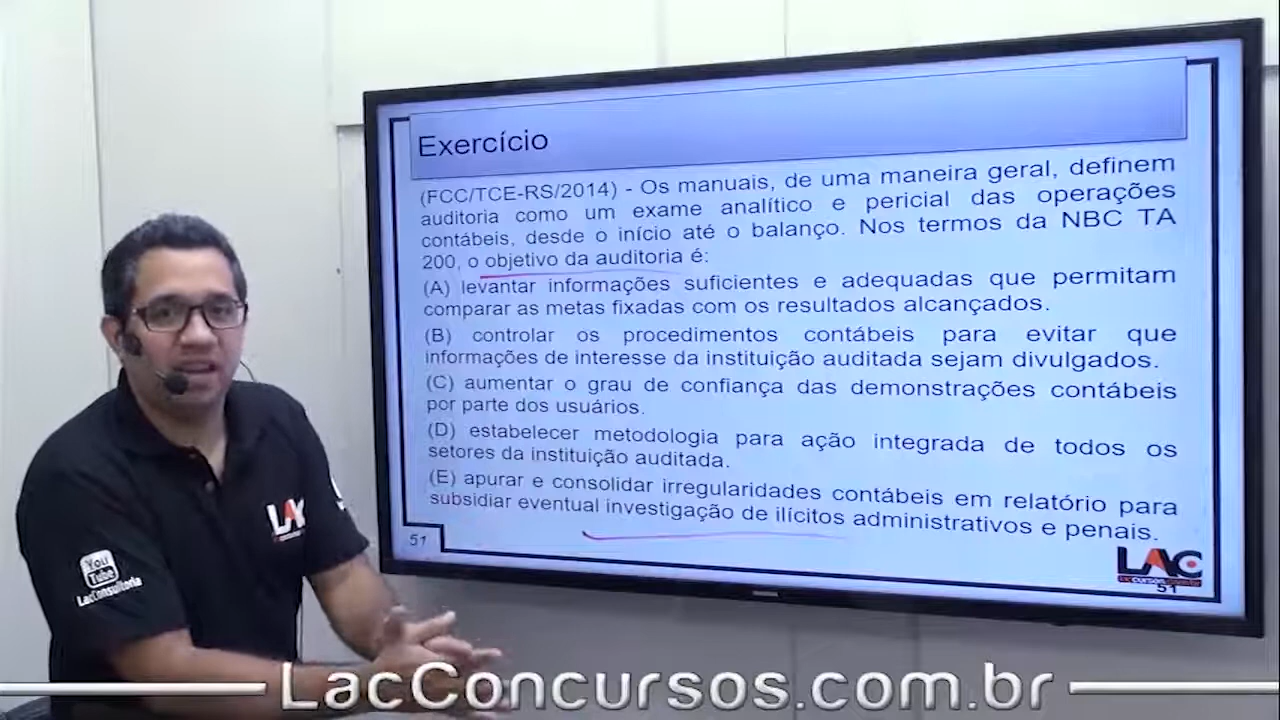 Exercício
(FCC/TCE-RS/2014) - Os manuais, de uma maneira geral, definem
auditoria como um exame analítico e pericial das operações
contábeis, desde o início até o balanço. Nos termos da NBC TA
200, o objetivo da auditoria é:
(A) levantar informações suficientes e adequadas que permitam
comparar as metas fixadas com os resultados alcançados.
(B) controlar os procedimentos contábeis para evitar que
informações de interesse da instituição auditada sejam divulgados.
(C) aumentar o grau de confiança das demonstrações contábeis
por parte dos usuários.
(D) estabelecer metodologia para ação integrada de todos os
setores da instituição auditada.
(E) apurar e consolidar irregularidades contábeis em relatório para
subsidiar eventual investigação de ilícitos administrativos e penais.
51
LAC
51
LAC
You
Tube
LacConsultoria
LacConcursos.com.br